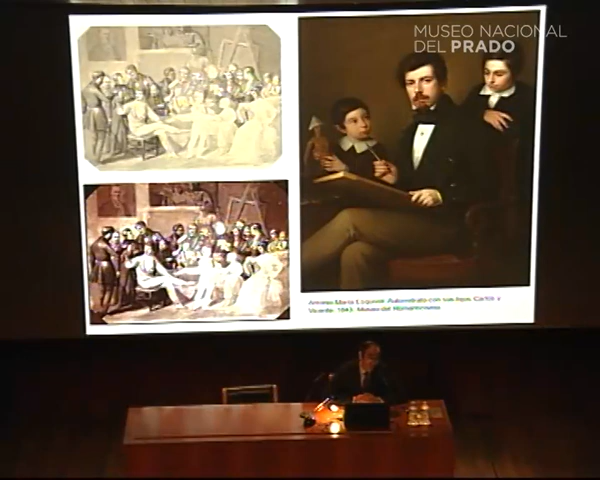 MUSEO NACIONAL
DEL PRADO
Antonio María Esquivel. Autorretrato con sus hijos Carlos y
Vicente. 1843. Museo del Romanticismo